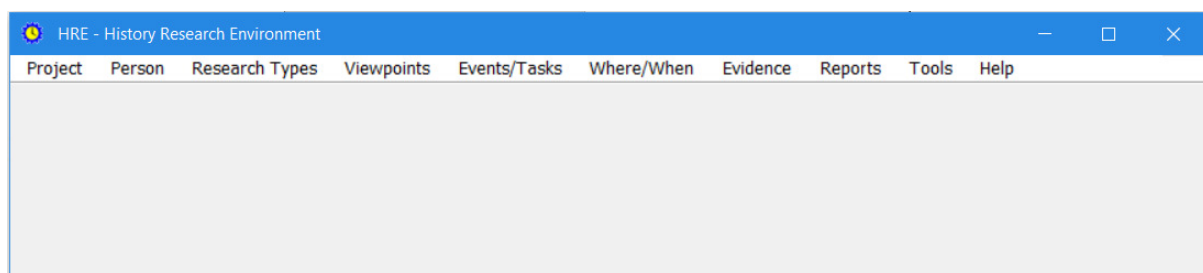 HRE - History Research Environment
Project Person Research Types Viewpoints Events/Tasks Where/When Evidence Reports Tools Help